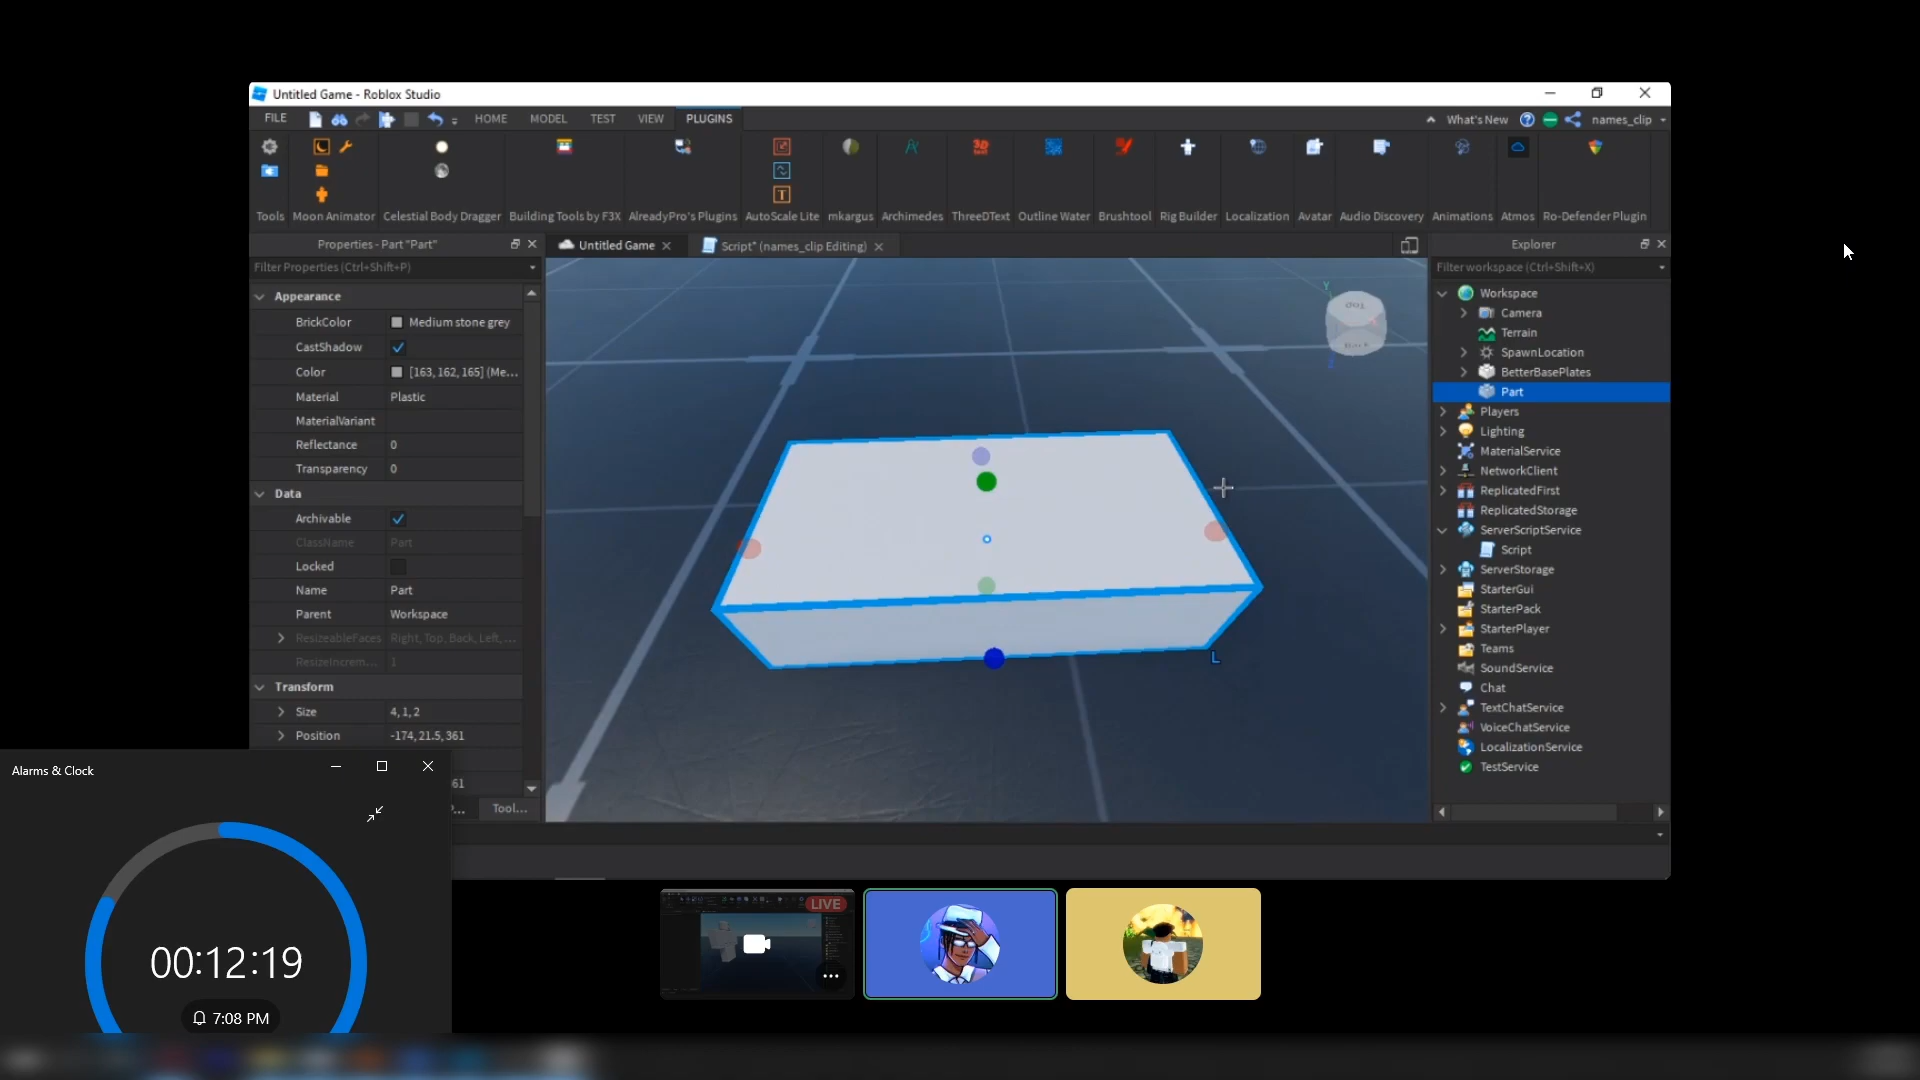 Untitled Game - Roblox Studio
FILE HOME MODEL TEST VIEW PLUGINS What's New names_clip
Tools Moon Animator Celestial Body Dragger Building Tools by F3X AlreadyPro's Plugins AutoScale Lite mkargus Archimedes ThreeDText Outline Water Brushtool Rig Builder Localization Avatar Audio Discovery Animations Atmos Ro-Defender Plugin
Properties - Part "Part"
Untitled Game
Script* (names_clip Editing)
Explorer
Filter Properties (Ctrl+Shift+P)
Filter workspace (Ctrl+Shift+X)
Appearance
BrickColor Medium stone grey
CastShadow
Color [163, 162, 165] (Me...
Material Plastic
MaterialVariant
Reflectance 0
Transparency 0
Data
Archivable
ClassName Part
Locked
Name Part
Parent Workspace
ResizeableFaces Right, Top, Back, Left, ...
ResizeIncrem... 1
Transform
Size 4, 1, 2
Position -174, 21.5, 361
61
Tool...
Y
Z
Back
L
Workspace
Camera
Terrain
SpawnLocation
BetterBasePlates
Part
Players
Lighting
MaterialService
NetworkClient
ReplicatedFirst
ReplicatedStorage
ServerScriptService
Script
ServerStorage
StarterGui
StarterPack
StarterPlayer
Teams
SoundService
Chat
TextChatService
VoiceChatService
LocalizationService
TestService
Alarms & Clock
00:12:19
7:08 PM
LIVE